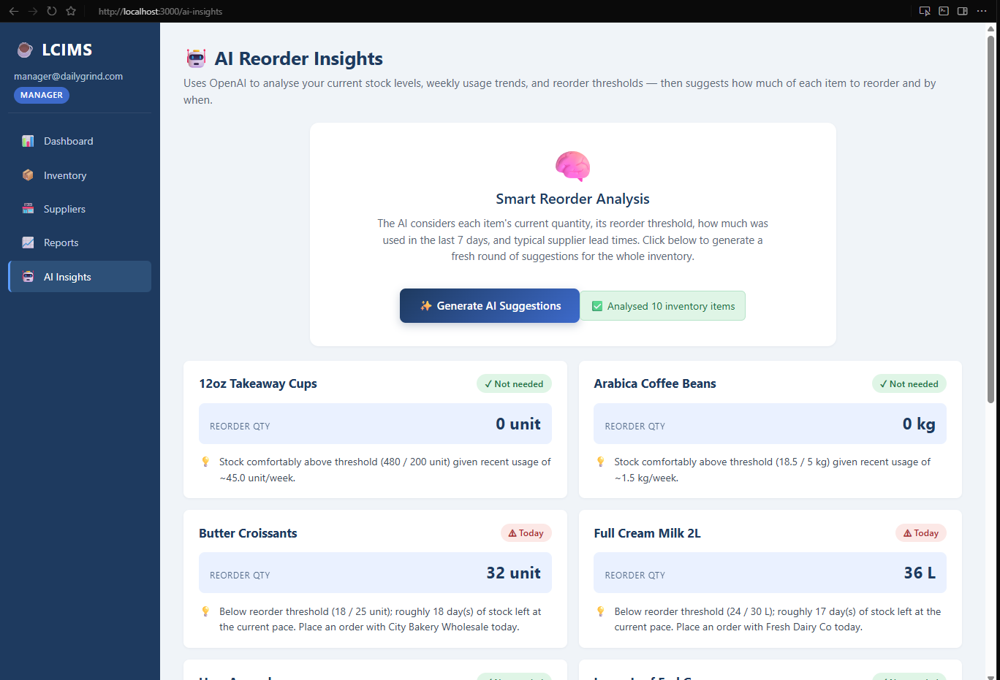 http://localhost:3000/ai-insights
LCIMS
manager@dailygrind.com
MANAGER
Dashboard
Inventory
Suppliers
Reports
AI Insights
AI Reorder Insights
Uses OpenAI to analyse your current stock levels, weekly usage trends, and reorder thresholds — then suggests how much of each item to reorder and by
when.
Smart Reorder Analysis
The AI considers each item's current quantity, its reorder threshold, how much was
used in the last 7 days, and typical supplier lead times. Click below to generate a
fresh round of suggestions for the whole inventory.
✨ Generate AI Suggestions
✅ Analysed 10 inventory items
12oz Takeaway Cups
✓ Not needed
REORDER QTY
0 unit
Stock comfortably above threshold (480 / 200 unit) given recent usage of
~45.0 unit/week.
Arabica Coffee Beans
✓ Not needed
REORDER QTY
0 kg
Stock comfortably above threshold (18.5 / 5 kg) given recent usage of
~1.5 kg/week.
Butter Croissants
⚠ Today
REORDER QTY
32 unit
Below reorder threshold (18 / 25 unit); roughly 18 day(s) of stock left at
the current pace. Place an order with City Bakery Wholesale today.
Full Cream Milk 2L
⚠ Today
REORDER QTY
36 L
Below reorder threshold (24 / 30 L); roughly 17 day(s) of stock left at the
current pace. Place an order with Fresh Dairy Co today.